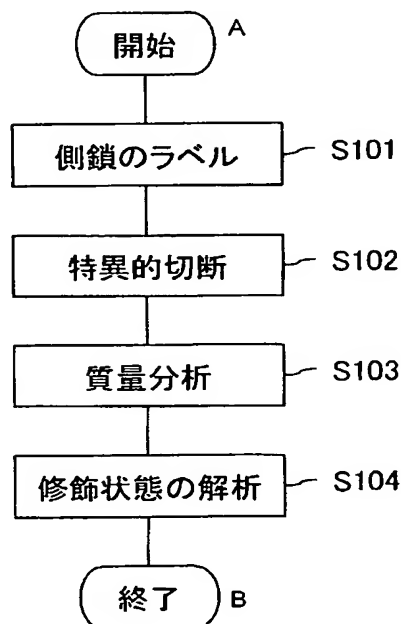 開始 A
側鎖のラベル S101
特異的切断 S102
質量分析 S103
修飾状態の解析 S104
終了 B